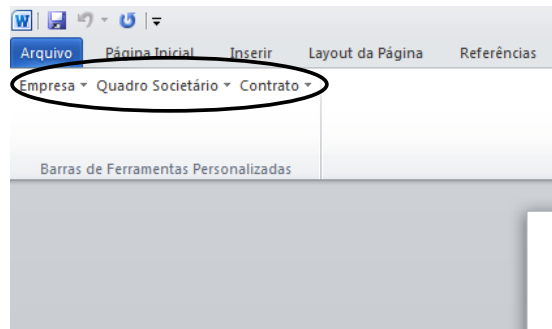 W
Arquivo Página Inicial Inserir Layout da Página Referências
Empresa Quadro Societário Contrato
Barras de Ferramentas Personalizadas